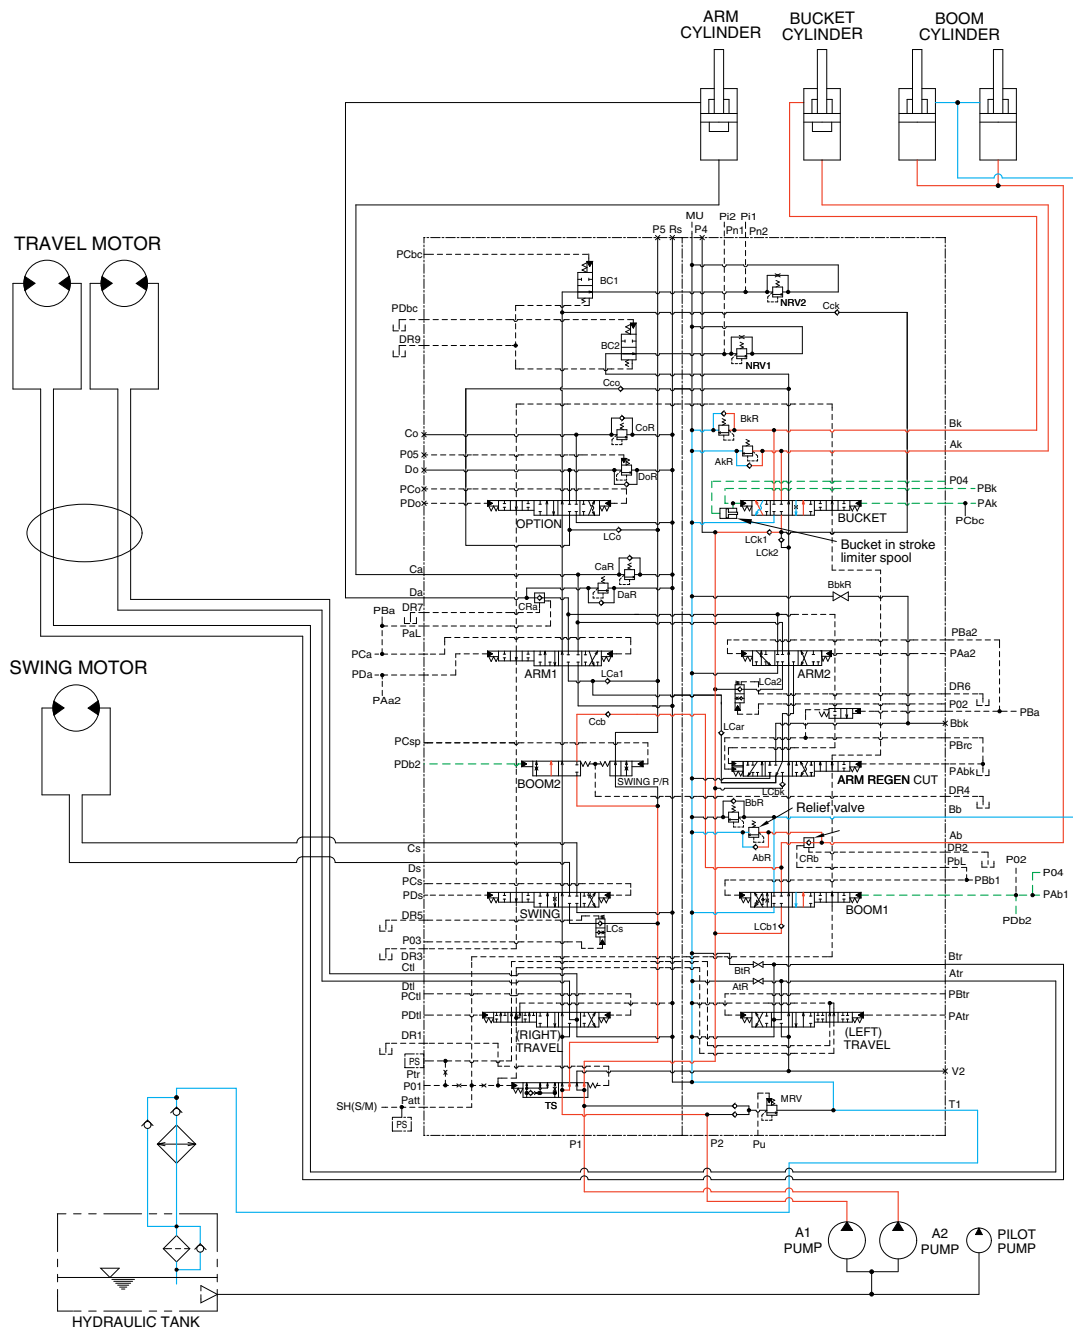 ARM
CYLINDER
BUCKET
CYLINDER
BOOM
CYLINDER
TRAVEL MOTOR
SWING MOTOR
MU
Pi2
Pi1
P5
Rs
P4
Pn1
Pn2
PCbc
BC1
NRV2
Cck
PDbc
DR9
BC2
NRV1
Cco
Co
CoR
BkR
Bk
P05
AkR
Ak
Do
DoR
P04
PCo
PBk
PDo
PAk
OPTION
BUCKET
PCbc
LCo
LCk1
LCk2
Bucket in stroke
limiter spool
Ca
CaR
DaR
BbkR
Da
CRa
PBa
DR7
PaL
PBa2
PCa
PAa2
PDa
ARM1
ARM2
PAa2
LCa1
LCa2
DR6
P02
PBa
Ccb
LCar
Bbk
PCsp
PBrc
PDb2
PAbk
BOOM2
SWING P/R
ARM REGEN CUT
LCbk
DR4
BbR
Relief valve
Bb
AbR
CRb
Ab
DR2
PbL
Cs
Ds
PCs
PDs
SWING
BOOM1
PBb1
P02
P04
PAb1
PDb2
DR5
LCs
LCb1
P03
DR3
Ctl
BtR
Btr
AtR
Atr
Dtl
PCtl
PBtr
PDtl
PAtr
(RIGHT)
TRAVEL
(LEFT)
TRAVEL
DR1
PS
Ptr
P01
TS
V2
Patt
SH(S/M)
PS
MRV
T1
P1
P2
Pu
A1
PUMP
A2
PUMP
PILOT
PUMP
HYDRAULIC TANK